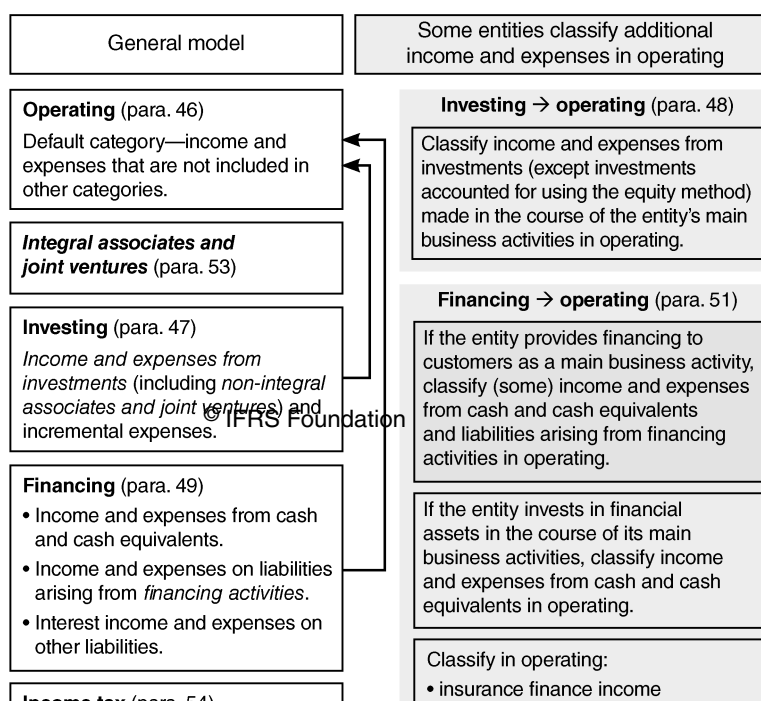 General model
Operating (para. 46)
Default category—income and
expenses that are not included in
other categories.
Integral associates and
joint ventures (para. 53)
Investing (para. 47)
Income and expenses from
investments (including non-integral
associates and joint ventures) and
incremental expenses.
© IFRS Foundation
Financing (para. 49)
• Income and expenses from cash
and cash equivalents.
• Income and expenses on liabilities
arising from financing activities.
• Interest income and expenses on
other liabilities.
Income tax (para. 54)
Some entities classify additional
income and expenses in operating
Investing → operating (para. 48)
Classify income and expenses from
investments (except investments
accounted for using the equity method)
made in the course of the entity's main
business activities in operating.
Financing → operating (para. 51)
If the entity provides financing to
customers as a main business activity,
classify (some) income and expenses
from cash and cash equivalents
and liabilities arising from financing
activities in operating.
If the entity invests in financial
assets in the course of its main
business activities, classify income
and expenses from cash and cash
equivalents in operating.
Classify in operating:
• insurance finance income